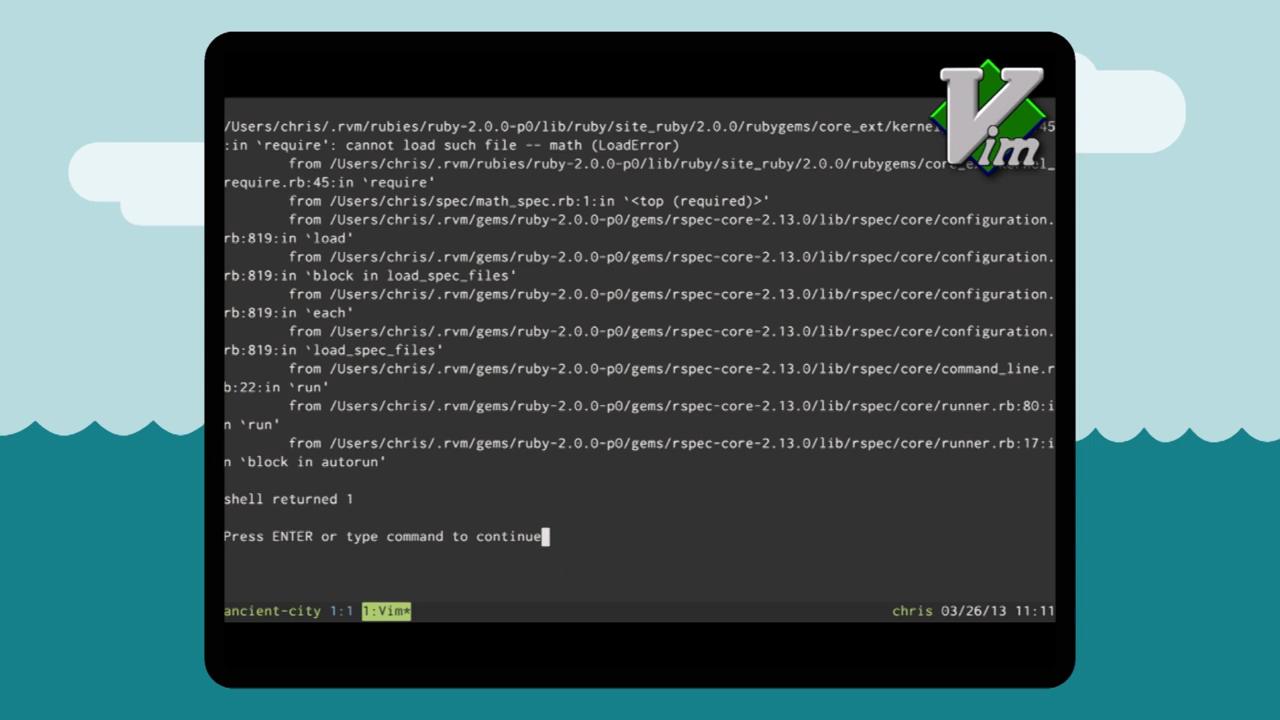 Vim
/Users/chris/.rvm/rubies/ruby-2.0.0-p0/lib/ruby/site_ruby/2.0.0/rubygems/core_ext/kernel 45
:in `require': cannot load such file -- math (LoadError)
from /Users/chris/.rvm/rubies/ruby-2.0.0-p0/lib/ruby/site_ruby/2.0.0/rubygems/
require.rb:45:in `require'
from /Users/chris/spec/math_spec.rb:1:in `<top (required)>'
from /Users/chris/.rvm/gems/ruby-2.0.0-p0/gems/rspec-core-2.13.0/lib/rspec/core/configuration.
rb:819:in `load'
from /Users/chris/.rvm/gems/ruby-2.0.0-p0/gems/rspec-core-2.13.0/lib/rspec/core/configuration.
rb:819:in `block in load_spec_files'
from /Users/chris/.rvm/gems/ruby-2.0.0-p0/gems/rspec-core-2.13.0/lib/rspec/core/configuration.
rb:819:in `each'
from /Users/chris/.rvm/gems/ruby-2.0.0-p0/gems/rspec-core-2.13.0/lib/rspec/core/configuration.
rb:819:in `load_spec_files'
from /Users/chris/.rvm/gems/ruby-2.0.0-p0/gems/rspec-core-2.13.0/lib/rspec/core/command_line.r
b:22:in `run'
from /Users/chris/.rvm/gems/ruby-2.0.0-p0/gems/rspec-core-2.13.0/lib/rspec/core/runner.rb:80:i
n `run'
from /Users/chris/.rvm/gems/ruby-2.0.0-p0/gems/rspec-core-2.13.0/lib/rspec/core/runner.rb:17:i
n `block in autorun'
shell returned 1
Press ENTER or type command to continue
ancient-city 1:1 1:Vim* chris 03/26/13 11:11